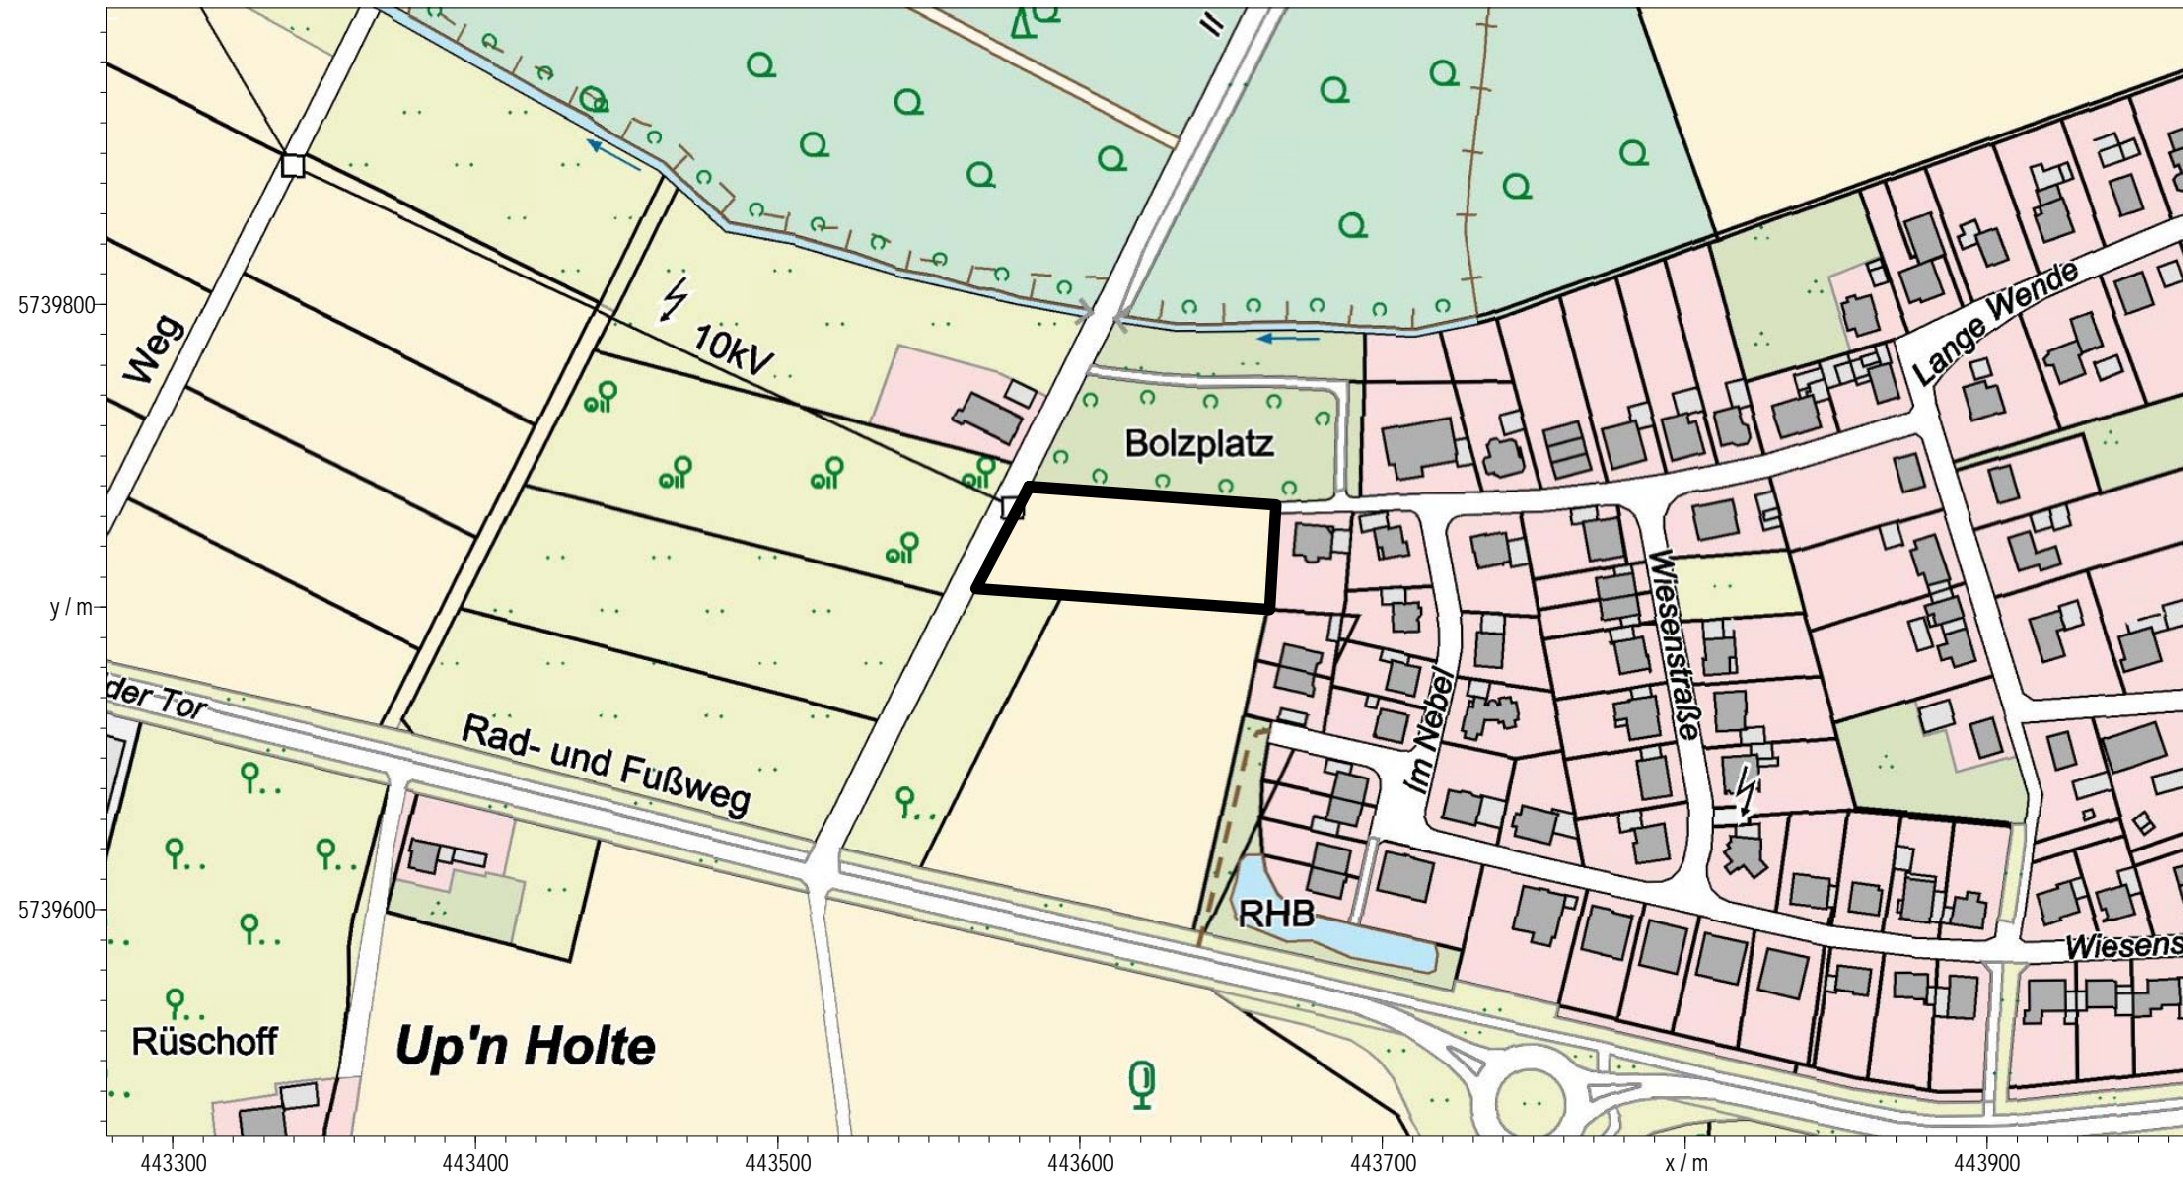 II
5739800
Weg
10kV
Lange Wende
Bolzplatz
y / m
Wiesenstraße
der Tor
Rad- und Fußweg
Im Nebel
5739600
RHB
Wiesens
Rüschoff
Up'n Holte
443300
443400
443500
443600
443700
x / m
443900